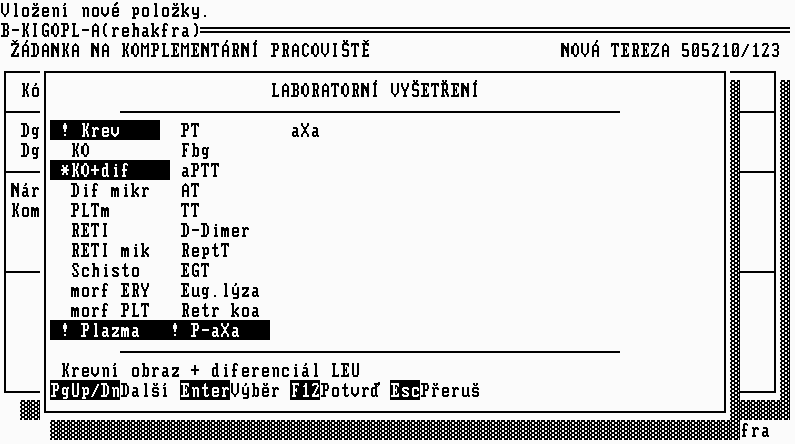 Vložení nové položky.
B-KIGOPL-A(rehakfra)
ŽÁDANKA NA KOMPLEMENTÁRNÍ PRACOVIŠTĚ NOVÁ TEREZA 505210/123
Kó LABORATORNÍ VYŠETŘENÍ
Dg ! Krev PT aXa
Dg KO Fbg
*KO+dif aPTT
Nár Dif mikr AT
Kom PLTm TT
RETI D-Dimer
RETI mik ReptT
Schisto EGT
morf ERY Eug.lýza
morf PLT Retr koa
! Plazma ! P-aXa
Krevní obraz + diferenciál LEU
PgUp/DnDalší EnterVýběr F12Potvrď EscPřeruš
fra